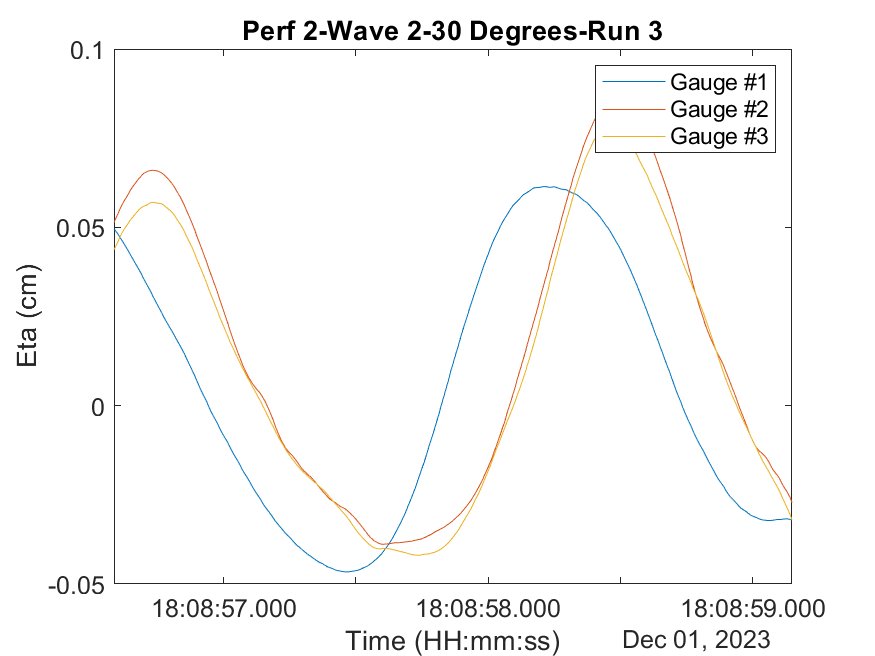 Perf 2-Wave 2-30 Degrees-Run 3
0.1
Gauge #1
Gauge #2
Gauge #3
0.05
Eta (cm)
0
-0.05
18:08:57.000
18:08:58.000
18:08:59.000
Time (HH:mm:ss)
Dec 01, 2023